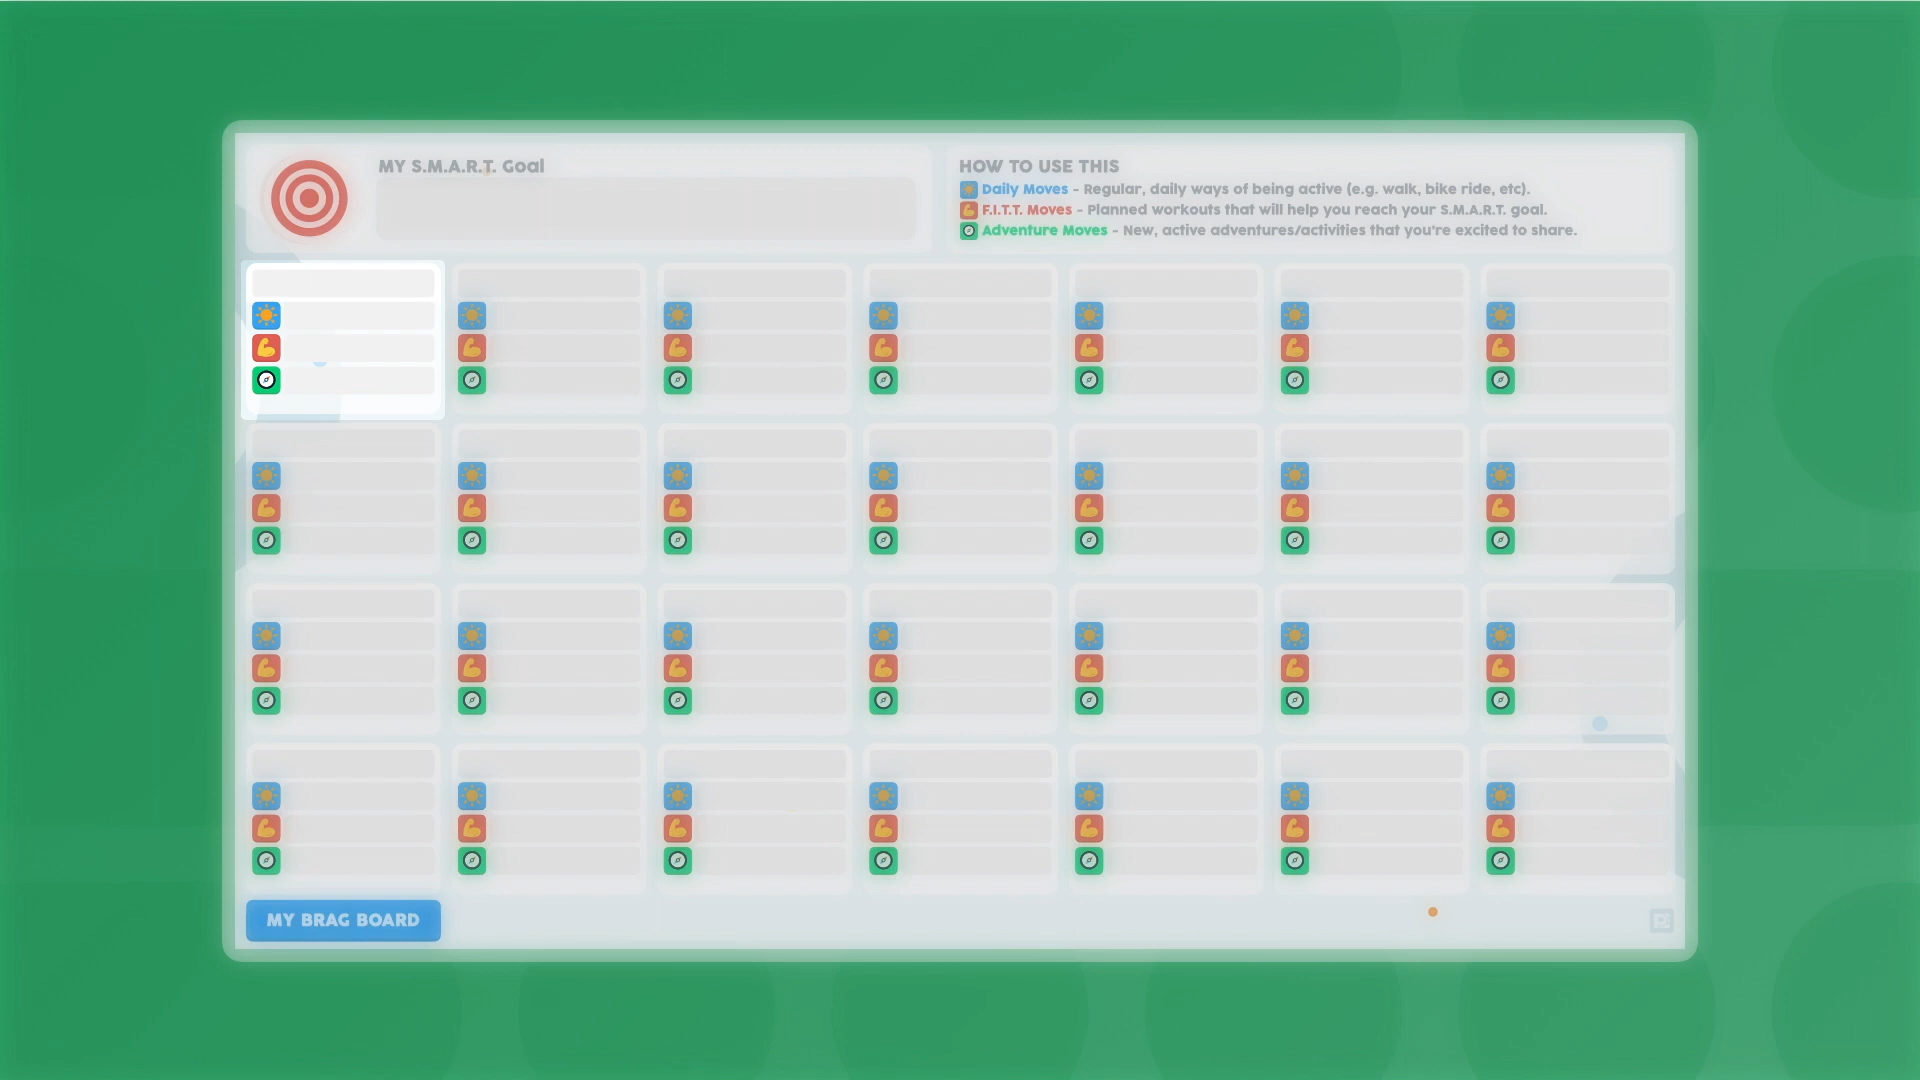 MY S.M.A.R.T. Goal
HOW TO USE THIS
Daily Moves - Regular, daily ways of being active (e.g. walk, bike ride, etc).
F.I.T.T. Moves - Planned workouts that will help you reach your S.M.A.R.T. goal.
Adventure Moves - New, active adventures/activities that you're excited to share.
MY BRAG BOARD